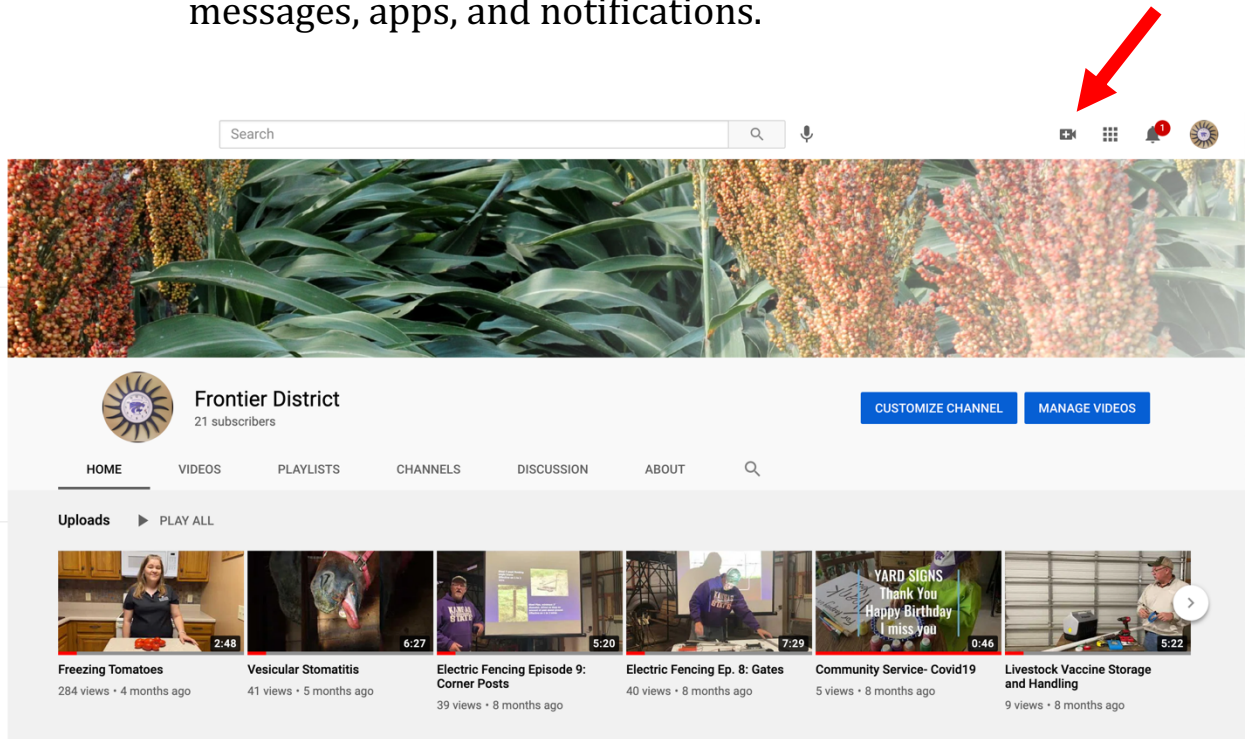 messages, apps, and notifications.
Search
1
Frontier District
21 subscribers
CUSTOMIZE CHANNEL
MANAGE VIDEOS
HOME
VIDEOS
PLAYLISTS
CHANNELS
DISCUSSION
ABOUT
Uploads
PLAY ALL
KANSAS
STATE
YARD SIGNS
Thank You
Happy Birthday
I miss you
2:48
6:27
5:20
7:29
0:46
5:22
Freezing Tomatoes
284 views • 4 months ago
Vesicular Stomatitis
41 views • 5 months ago
Electric Fencing Episode 9:
Corner Posts
39 views • 8 months ago
Electric Fencing Ep. 8: Gates
40 views • 8 months ago
Community Service- Covid19
5 views • 8 months ago
Livestock Vaccine Storage
and Handling
9 views • 8 months ago